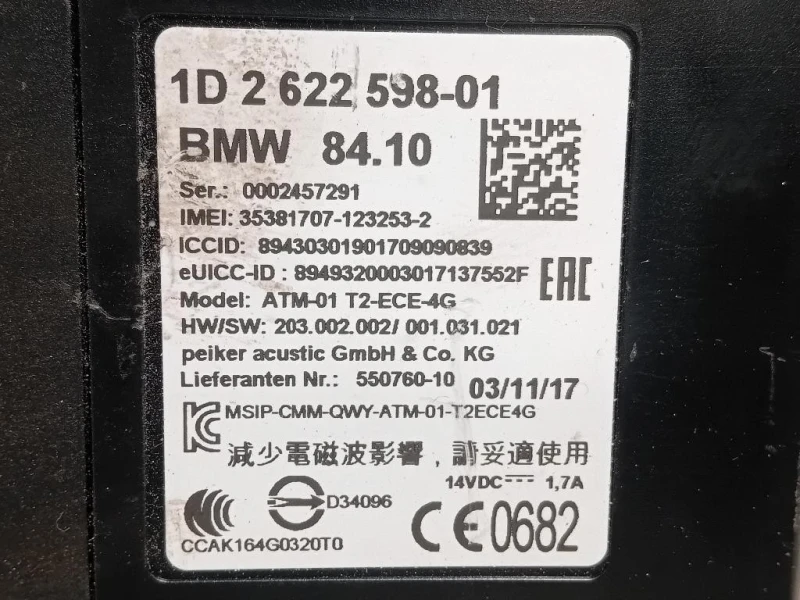 1D 2 622 598-01
BMW 84.10
Ser.: 0002457291
IMEI: 35381707-123253-2
ICCID: 89430301901709090839
eUICC-ID : 8949320003017137552F
EAC
Model: ATM-01 T2-ECE-4G
HW/SW: 203.002.002/ 001.031.021
peiker acustic GmbH & Co. KG
Lieferanten Nr.: 550760-10 03/11/17
MSIP-CMM-QWY-ATM-01-T2ECE4G
減少電磁波影響，請妥適使用
14VDC⎓ 1,7A
D34096
CCAK164G0320T0
CE0682